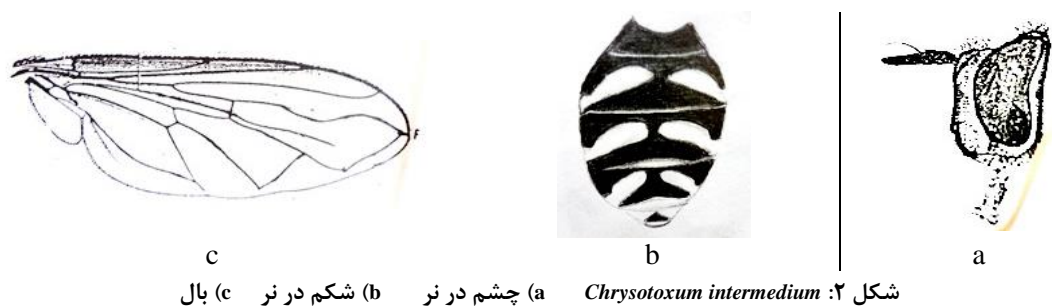 c b a
شکل ۲: Chrysotoxum intermedium a) چشم در نر b) شکم در نر c) بال